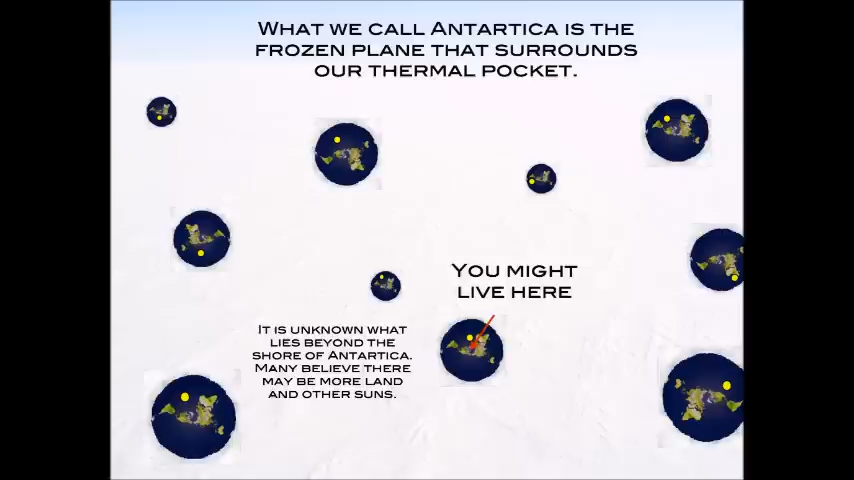 What we call Antartica is the
frozen plane that surrounds
our thermal pocket.
You might
live here
It is unknown what
lies beyond the
shore of Antartica.
Many believe there
may be more land
and other suns.